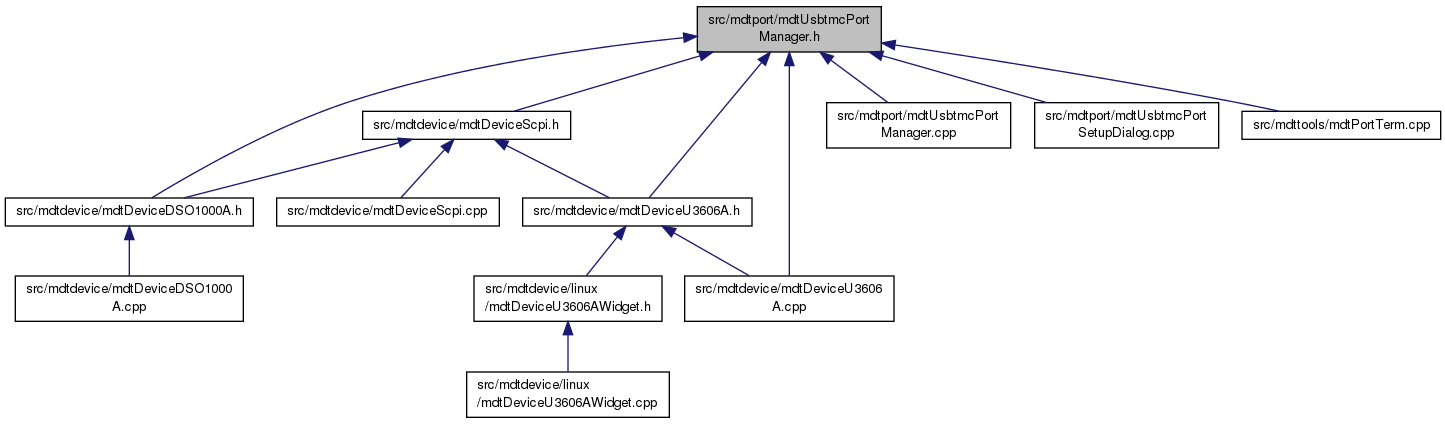 src/mdtport/mdtUsbtmcPort
Manager.h
src/mdtdevice/mdtDeviceScpi.h
src/mdtport/mdtUsbtmcPort
Manager.cpp
src/mdtport/mdtUsbtmcPort
SetupDialog.cpp
src/mdttools/mdtPortTerm.cpp
src/mdtdevice/mdtDeviceDSO1000A.h
src/mdtdevice/mdtDeviceScpi.cpp
src/mdtdevice/mdtDeviceU3606A.h
src/mdtdevice/mdtDeviceDSO1000
A.cpp
src/mdtdevice/linux
/mdtDeviceU3606AWidget.h
src/mdtdevice/mdtDeviceU3606
A.cpp
src/mdtdevice/linux
/mdtDeviceU3606AWidget.cpp